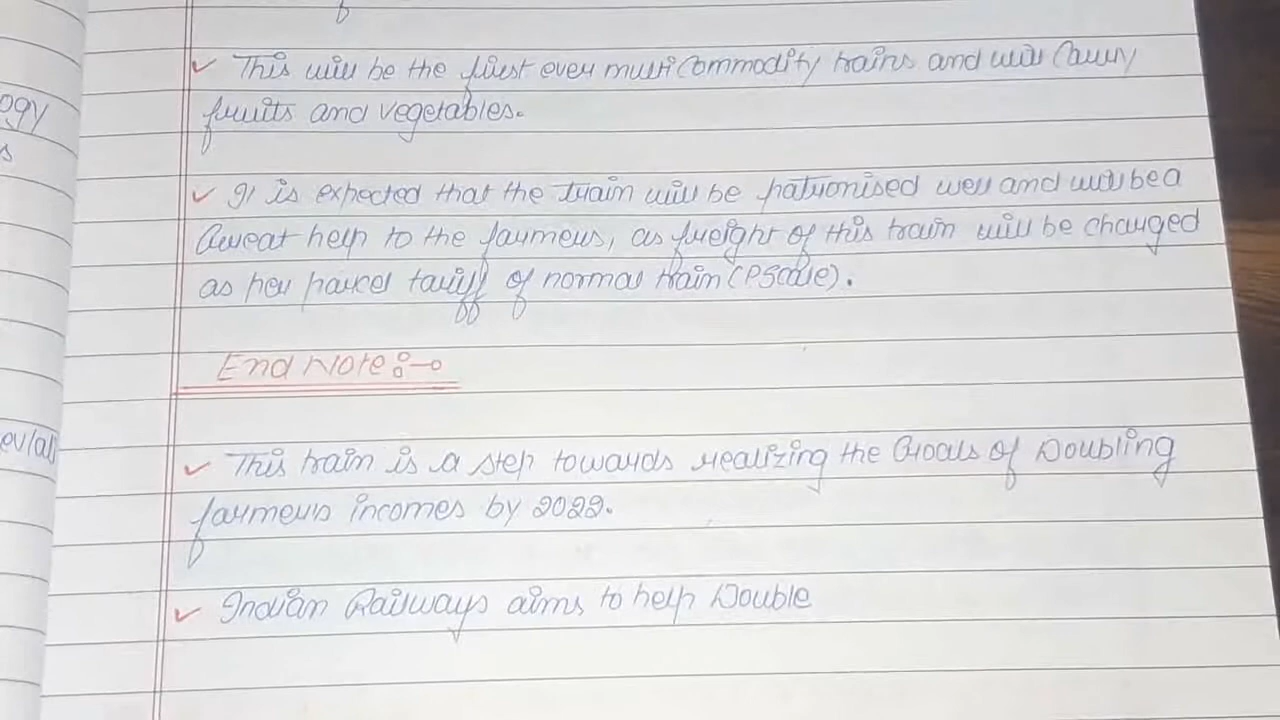 ✓ This will be the first ever multi Commodity trains and will Carry
fruits and vegetables.
✓ It is expected that the train will be patronised well and will be a
Great help to the farmers, as freight of this train will be charged
as per parcel tariff of normal train (P Scale).
End Note :-
✓ This train is a step towards realizing the Goals of Doubling
farmers incomes by 2022.
✓ Indian Railways aims to help Double
ogy
s